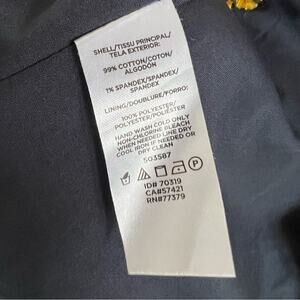 SHELL/TISSU PRINCIPAL/
TELA EXTERIOR:
99% COTTON/COTON/
ALGODÓN
1% SPANDEX/SPANDEX/
SPANDEX
LINING/DOUBLURE/FORRO:
100% POLYESTER/
POLYESTER/POLIÉSTER
HAND WASH COLD ONLY
NON-CHLORINE BLEACH
WHEN NEEDED LINE DRY
COOL IRON IF NEEDED OR
DRY CLEAN
503587
ID# 70319
CA#57421
RN#77379